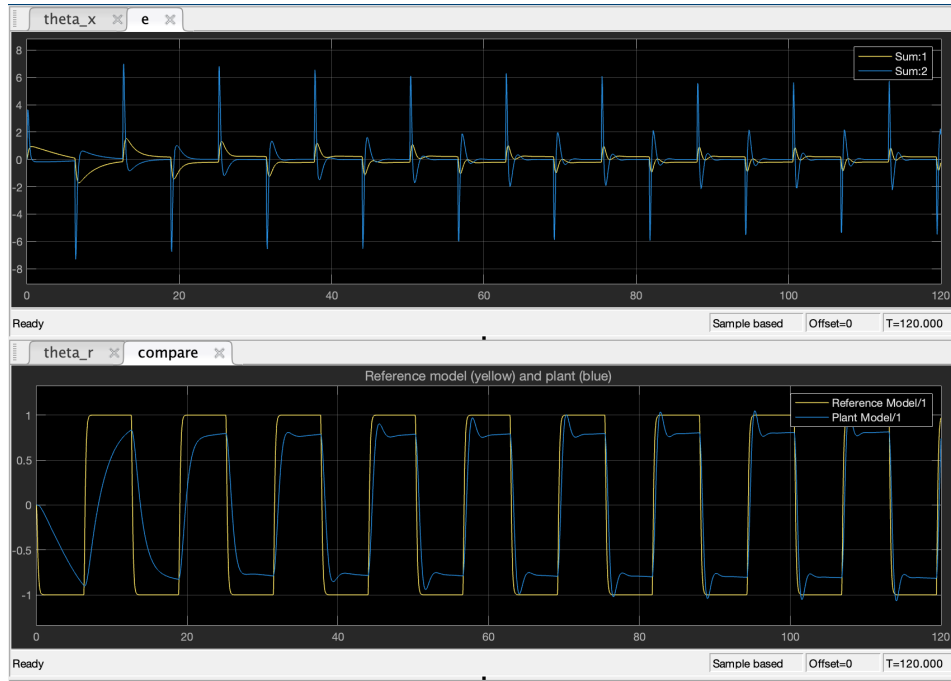 theta_x e
Sum:1
Sum:2
8
6
4
2
0
-2
-4
-6
-8
0 20 40 60 80 100 120
Ready Sample based Offset=0 T=120.000
theta_r compare
Reference model (yellow) and plant (blue)
Reference Model/1
Plant Model/1
1
0.5
0
-0.5
-1
0 20 40 60 80 100 120
Ready Sample based Offset=0 T=120.000